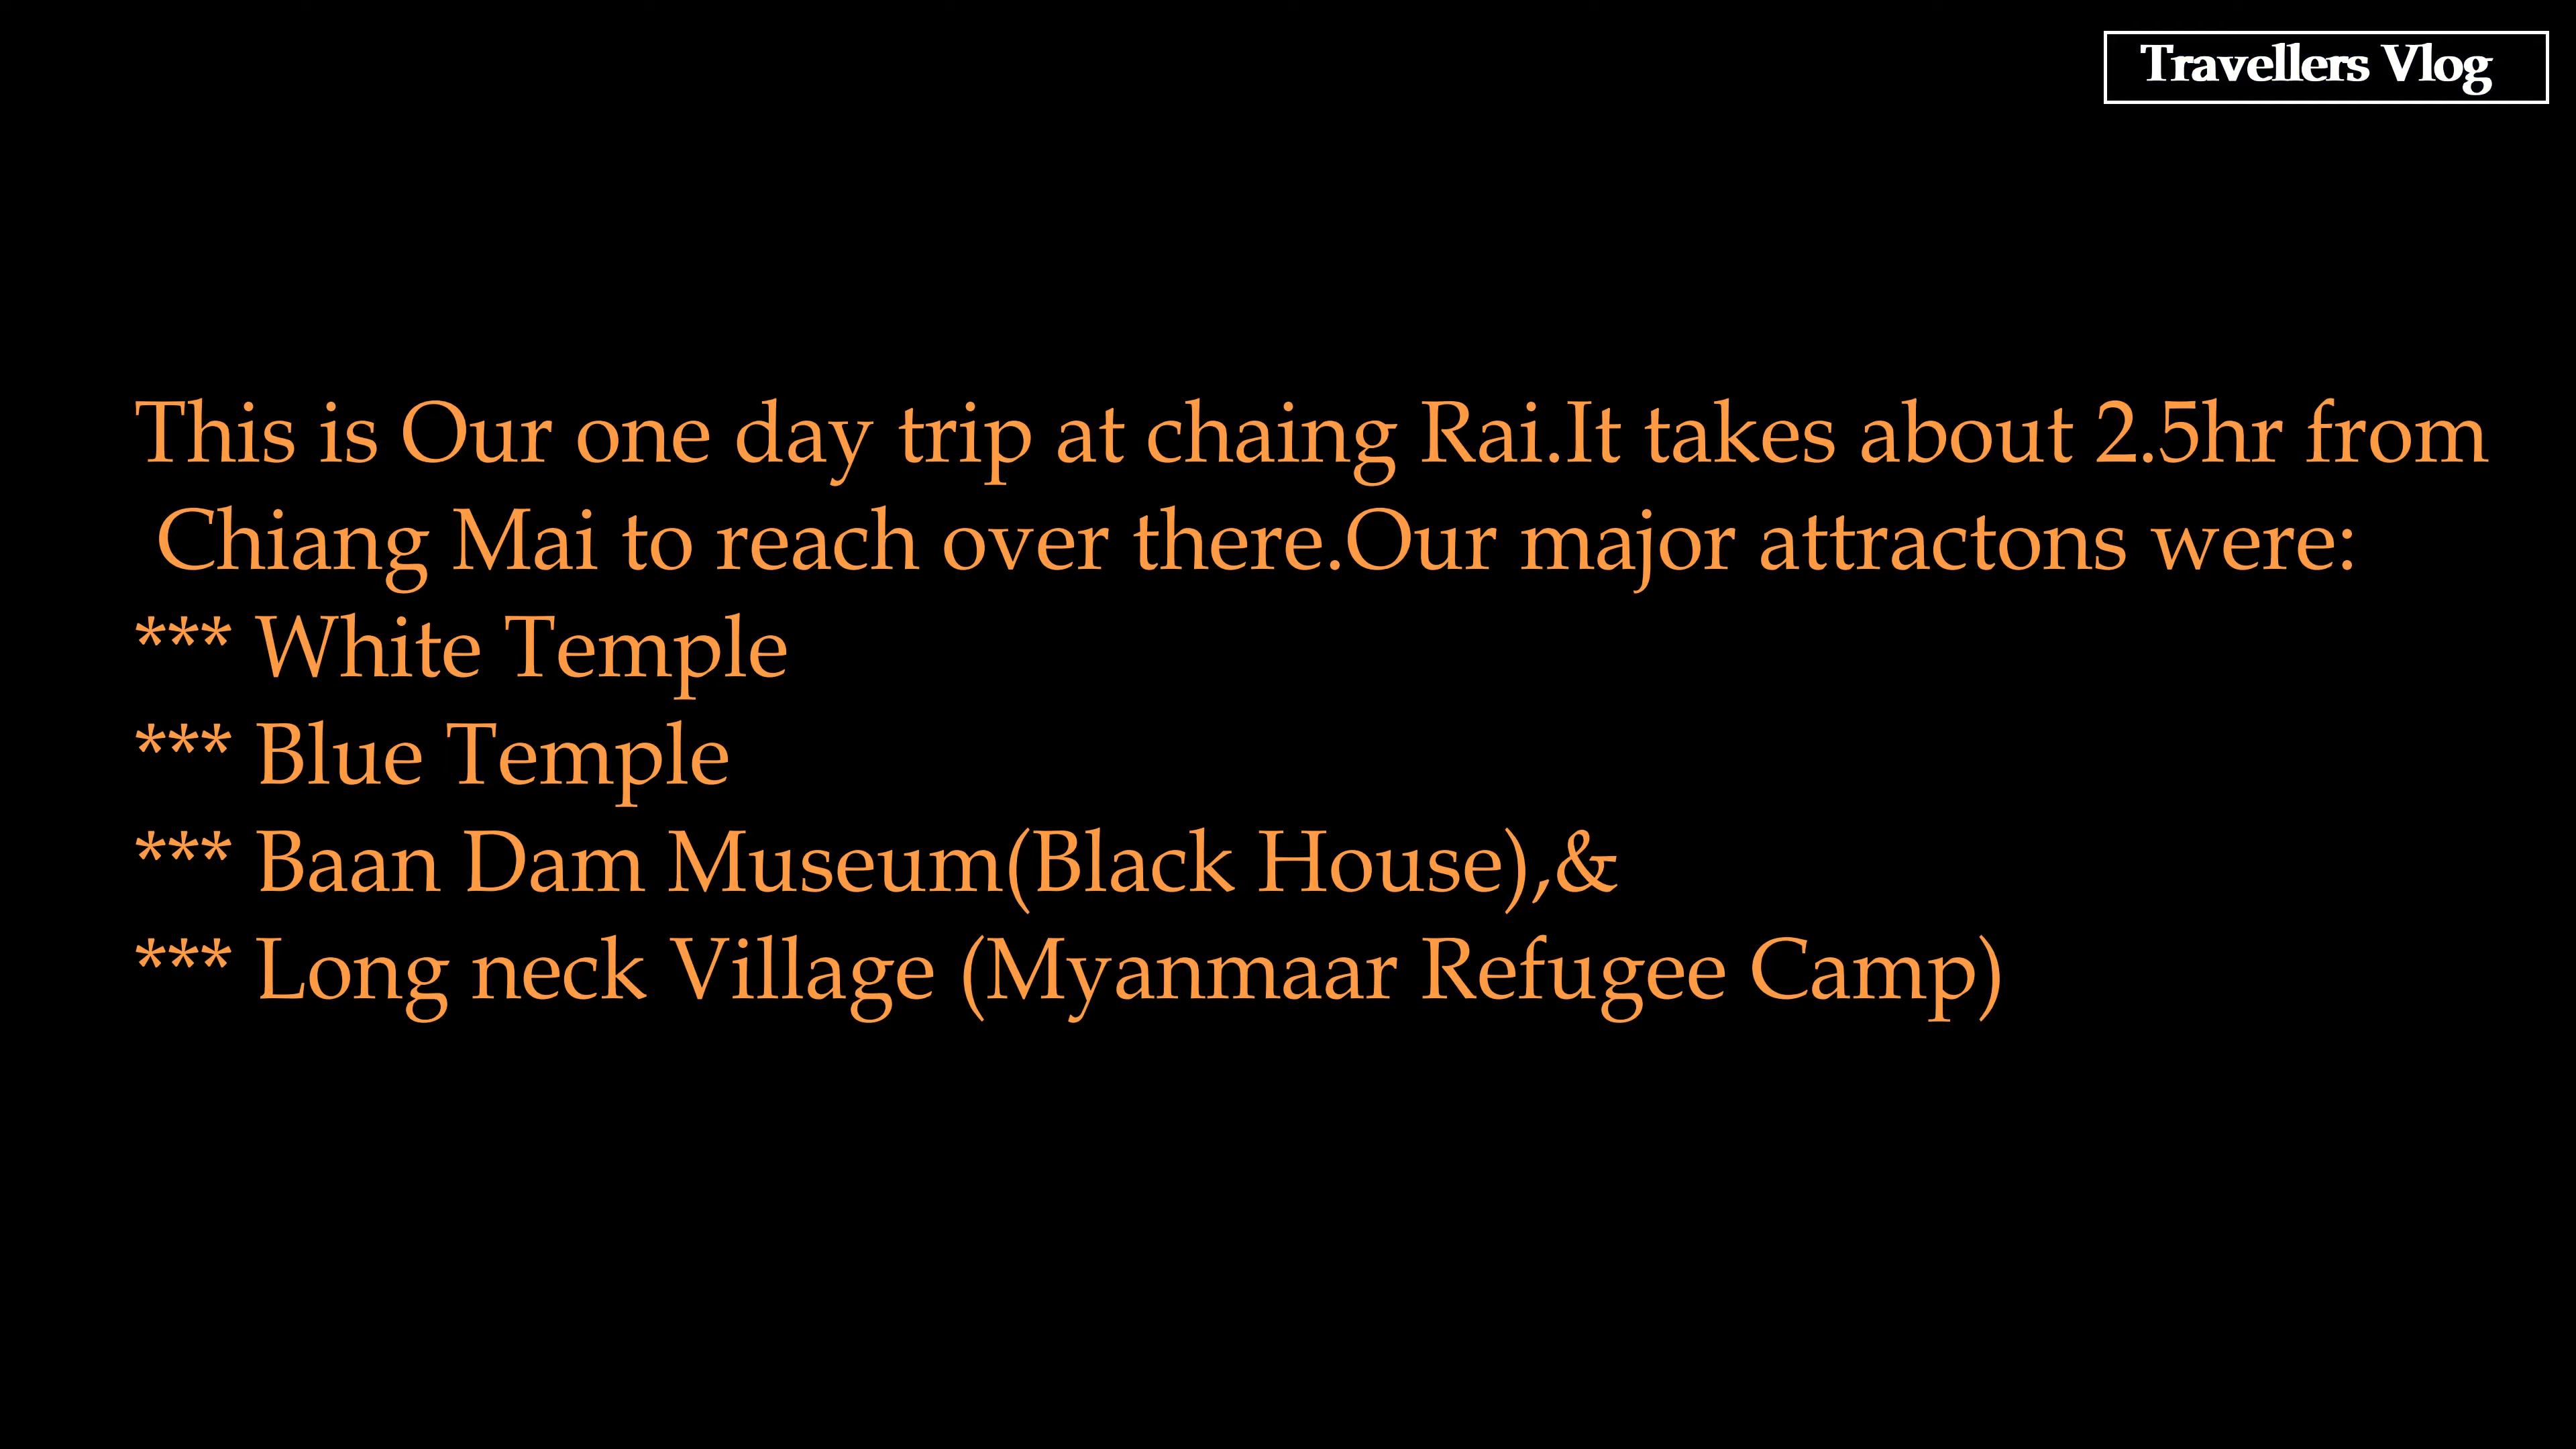 Travellers Vlog
This is Our one day trip at chaing Rai.It takes about 2.5hr from
Chiang Mai to reach over there.Our major attractons were:
*** White Temple
*** Blue Temple
*** Baan Dam Museum(Black House),&
*** Long neck Village (Myanmaar Refugee Camp)